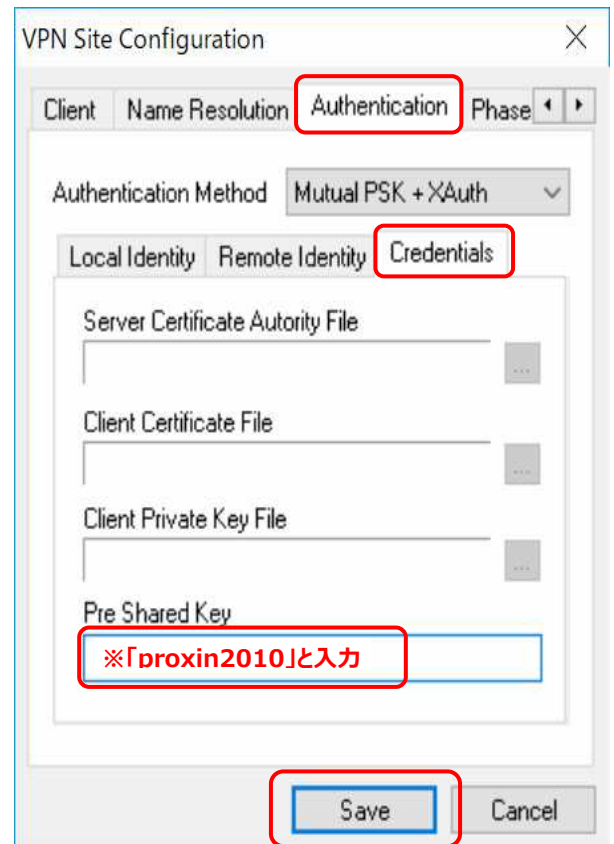 VPN Site Configuration
Client Name Resolution Authentication Phase
Authentication Method Mutual PSK + XAuth
Local Identity Remote Identity Credentials
Server Certificate Autority File
...
Client Certificate File
...
Client Private Key File
...
Pre Shared Key
※「proxin2010」と入力
Save Cancel